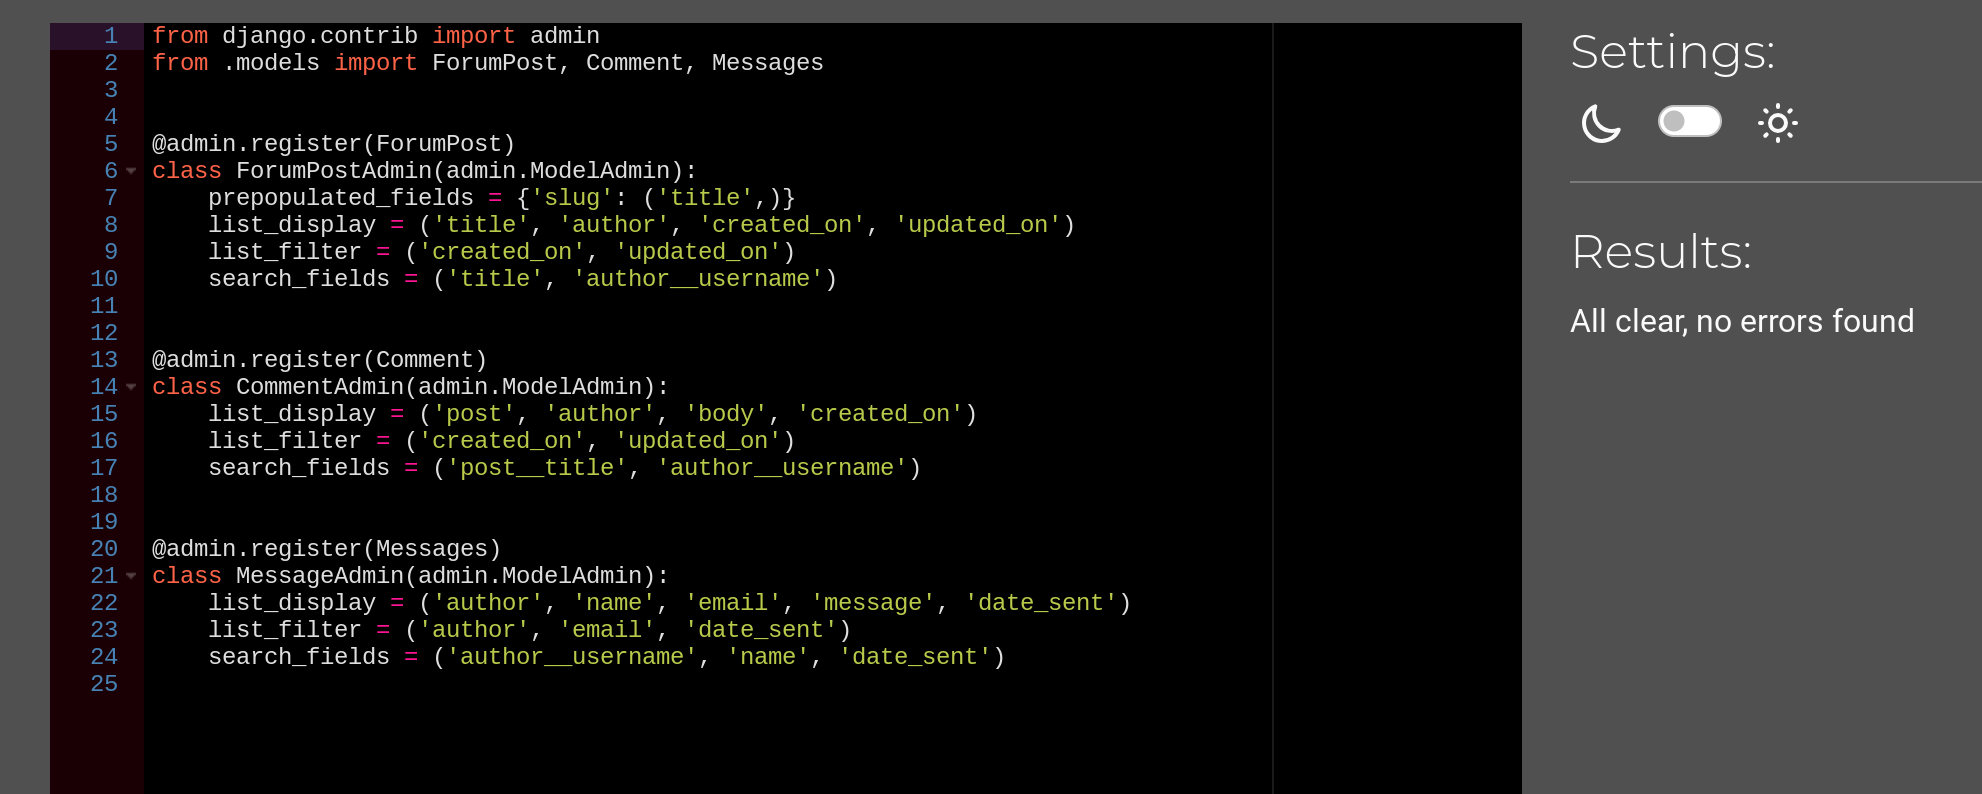 1 from django.contrib import admin
2 from .models import ForumPost, Comment, Messages
3
4
5 @admin.register(ForumPost)
6 class ForumPostAdmin(admin.ModelAdmin):
7     prepopulated_fields = {'slug': ('title',)}
8     list_display = ('title', 'author', 'created_on', 'updated_on')
9     list_filter = ('created_on', 'updated_on')
10     search_fields = ('title', 'author__username')
11
12
13 @admin.register(Comment)
14 class CommentAdmin(admin.ModelAdmin):
15     list_display = ('post', 'author', 'body', 'created_on')
16     list_filter = ('created_on', 'updated_on')
17     search_fields = ('post__title', 'author__username')
18
19
20 @admin.register(Messages)
21 class MessageAdmin(admin.ModelAdmin):
22     list_display = ('author', 'name', 'email', 'message', 'date_sent')
23     list_filter = ('author', 'email', 'date_sent')
24     search_fields = ('author__username', 'name', 'date_sent')
25
Settings:
Results:
All clear, no errors found